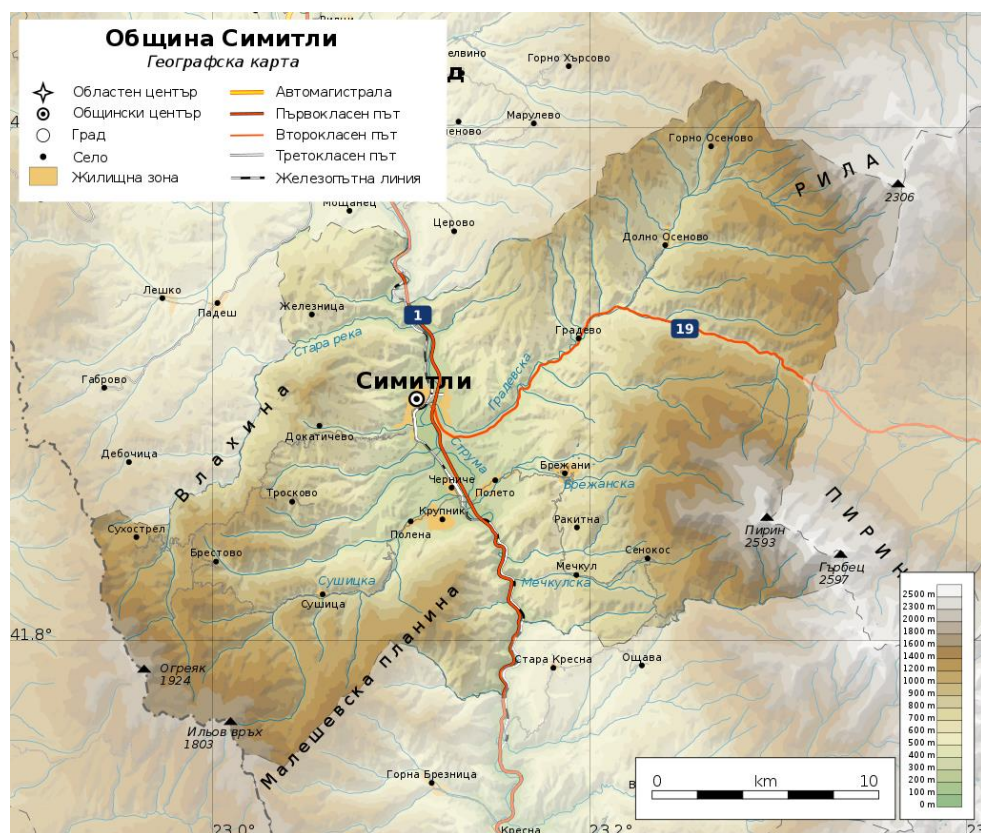 Община Симитли
Географска карта
Областен център
Общински център
Град
Село
Жилищна зона
Автомагистрала
Първокласен път
Второкласен път
Третокласен път
Железопътна линия
Горно Хърсово
Марулево
Горно Осеново
РИЛА
2306
Мощанец
Церово
Долно Осеново
Лешко
Падеш
Железница
1
Градево
19
Стара река
Градевска
Габрово
Симитли
Влахина
Докатичево
Струма
Дебочица
Брежани
Брежанска
Черниче
Полето
Тросково
ПИРИН
Крупник
Сухострел
Полена
Ракитна
Пирин
2593
Брестово
Сенокос
Гърбец
2597
Мечкул
Сушицка
Мечкулска
Сушица
41.8°
Малешевска планина
Стара Кресна
Ощава
Огреяк
1924
Ильов връх
1803
Горна Брезница
0 km 10
2500 m
2300 m
2000 m
1800 m
1600 m
1400 m
1200 m
1000 m
900 m
800 m
700 m
600 m
500 m
400 m
300 m
200 m
100 m
0 m
23.0°
23.2°
Кресна